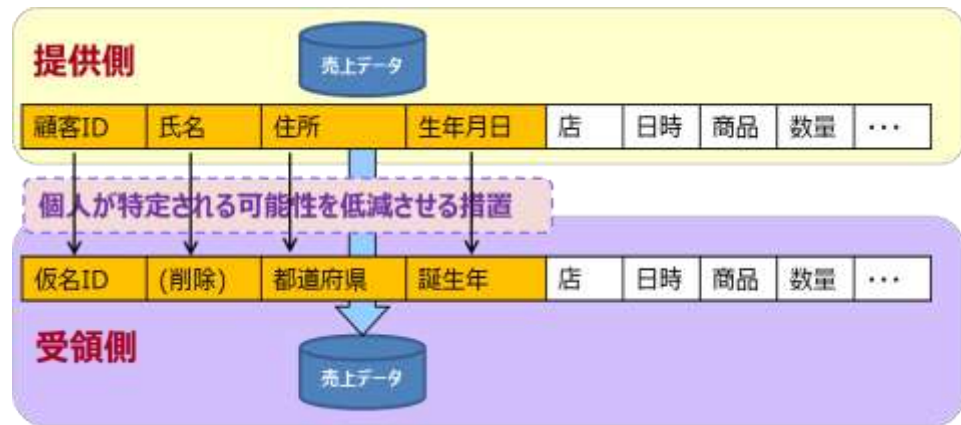 提供側
売上データ
顧客ID 氏名 住所 生年月日 店 日時 商品 数量 ・・・
個人が特定される可能性を低減させる措置
仮名ID (削除) 都道府県 誕生年 店 日時 商品 数量 ・・・
受領側
売上データ